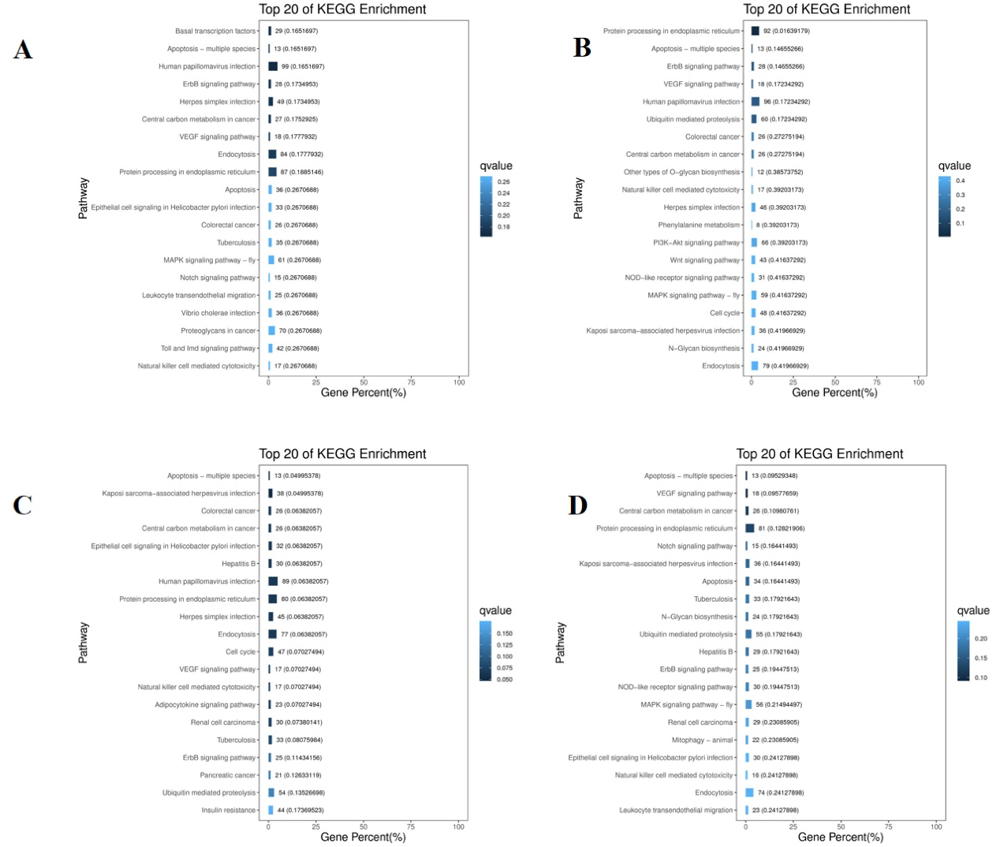 A
Top 20 of KEGG Enrichment
Pathway
Basal transcription factors 29 (0.1651697)
Apoptosis − multiple species 13 (0.1651697)
Human papillomavirus infection 99 (0.1651697)
ErbB signaling pathway 28 (0.1734953)
Herpes simplex infection 49 (0.1734953)
Central carbon metabolism in cancer 27 (0.1752925)
VEGF signaling pathway 18 (0.1777932)
Endocytosis 84 (0.1777932)
Protein processing in endoplasmic reticulum 87 (0.1885146)
Apoptosis 36 (0.2670688)
Epithelial cell signaling in Helicobacter pylori infection 33 (0.2670688)
Colorectal cancer 26 (0.2670688)
Tuberculosis 35 (0.2670688)
MAPK signaling pathway − fly 61 (0.2670688)
Notch signaling pathway 15 (0.2670688)
Leukocyte transendothelial migration 25 (0.2670688)
Vibrio cholerae infection 36 (0.2670688)
Proteoglycans in cancer 70 (0.2670688)
Toll and Imd signaling pathway 42 (0.2670688)
Natural killer cell mediated cytotoxicity 17 (0.2670688)
0 25 50 75 100
Gene Percent(%)
qvalue
0.26
0.24
0.22
0.20
0.18
B
Top 20 of KEGG Enrichment
Pathway
Protein processing in endoplasmic reticulum 92 (0.01639179)
Apoptosis − multiple species 13 (0.14655266)
ErbB signaling pathway 28 (0.14655266)
VEGF signaling pathway 18 (0.17234292)
Human papillomavirus infection 96 (0.17234292)
Ubiquitin mediated proteolysis 60 (0.17234292)
Colorectal cancer 26 (0.27275194)
Central carbon metabolism in cancer 26 (0.27275194)
Other types of O−glycan biosynthesis 12 (0.38573752)
Natural killer cell mediated cytotoxicity 17 (0.39203173)
Herpes simplex infection 46 (0.39203173)
Phenylalanine metabolism 8 (0.39203173)
PI3K−Akt signaling pathway 66 (0.39203173)
Wnt signaling pathway 43 (0.41637292)
NOD−like receptor signaling pathway 31 (0.41637292)
MAPK signaling pathway − fly 59 (0.41637292)
Cell cycle 48 (0.41637292)
Kaposi sarcoma−associated herpesvirus infection 36 (0.41966929)
N−Glycan biosynthesis 24 (0.41966929)
Endocytosis 79 (0.41966929)
0 25 50 75 100
Gene Percent(%)
qvalue
0.4
0.3
0.2
0.1
C
Top 20 of KEGG Enrichment
Pathway
Apoptosis − multiple species 13 (0.04995378)
Kaposi sarcoma−associated herpesvirus infection 38 (0.04995378)
Colorectal cancer 26 (0.06382057)
Central carbon metabolism in cancer 26 (0.06382057)
Epithelial cell signaling in Helicobacter pylori infection 32 (0.06382057)
Hepatitis B 30 (0.06382057)
Human papillomavirus infection 89 (0.06382057)
Protein processing in endoplasmic reticulum 80 (0.06382057)
Herpes simplex infection 45 (0.06382057)
Endocytosis 77 (0.06382057)
Cell cycle 47 (0.07027494)
VEGF signaling pathway 17 (0.07027494)
Natural killer cell mediated cytotoxicity 17 (0.07027494)
Adipocytokine signaling pathway 23 (0.07027494)
Renal cell carcinoma 30 (0.07380141)
Tuberculosis 33 (0.08075984)
ErbB signaling pathway 25 (0.11434156)
Pancreatic cancer 21 (0.12633119)
Ubiquitin mediated proteolysis 54 (0.13526698)
Insulin resistance 44 (0.17369523)
0 25 50 75 100
Gene Percent(%)
qvalue
0.150
0.125
0.100
0.075
0.050
D
Top 20 of KEGG Enrichment
Pathway
Apoptosis − multiple species 13 (0.09529348)
VEGF signaling pathway 18 (0.09577659)
Central carbon metabolism in cancer 26 (0.10980761)
Protein processing in endoplasmic reticulum 81 (0.12821906)
Notch signaling pathway 15 (0.16441493)
Kaposi sarcoma−associated herpesvirus infection 36 (0.16441493)
Apoptosis 34 (0.16441493)
Tuberculosis 33 (0.17921643)
N−Glycan biosynthesis 24 (0.17921643)
Ubiquitin mediated proteolysis 55 (0.17921643)
Hepatitis B 29 (0.17921643)
ErbB signaling pathway 25 (0.19447513)
NOD−like receptor signaling pathway 30 (0.19447513)
MAPK signaling pathway − fly 56 (0.21494497)
Renal cell carcinoma 29 (0.23085905)
Mitophagy − animal 22 (0.23085905)
Epithelial cell signaling in Helicobacter pylori infection 30 (0.24127898)
Natural killer cell mediated cytotoxicity 16 (0.24127898)
Endocytosis 74 (0.24127898)
Leukocyte transendothelial migration 23 (0.24127898)
0 25 50 75 100
Gene Percent(%)
qvalue
0.20
0.15
0.10